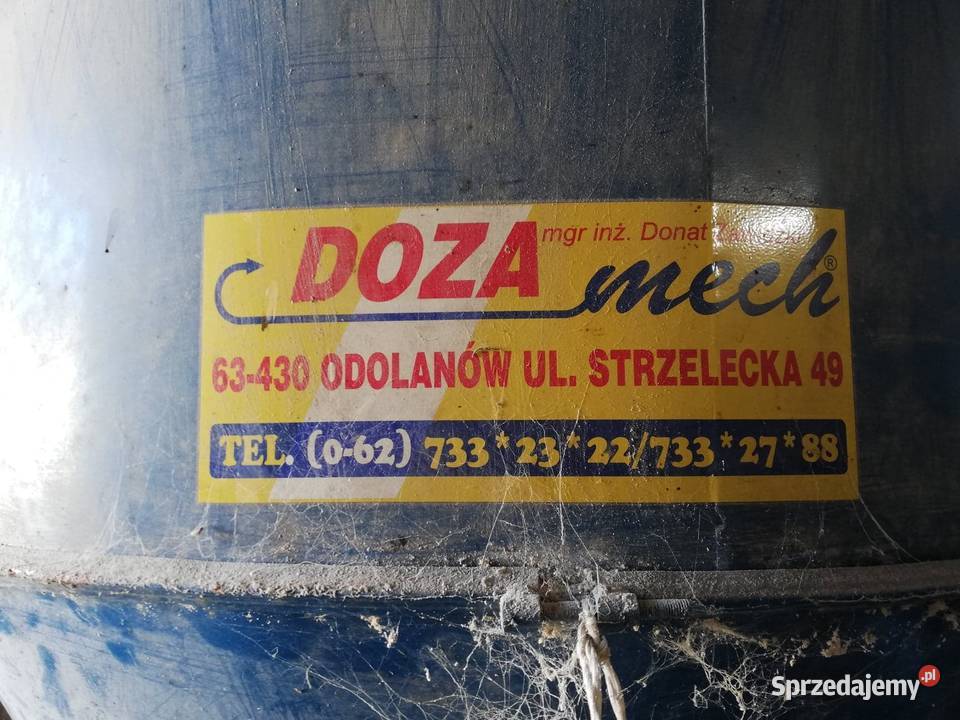 mgr inż. Donat
DOZA mech®
63-430 ODOLANÓW UL. STRZELECKA 49
TEL. (0-62) 733*23*22/733*27*88
Sprzedajemy.pl